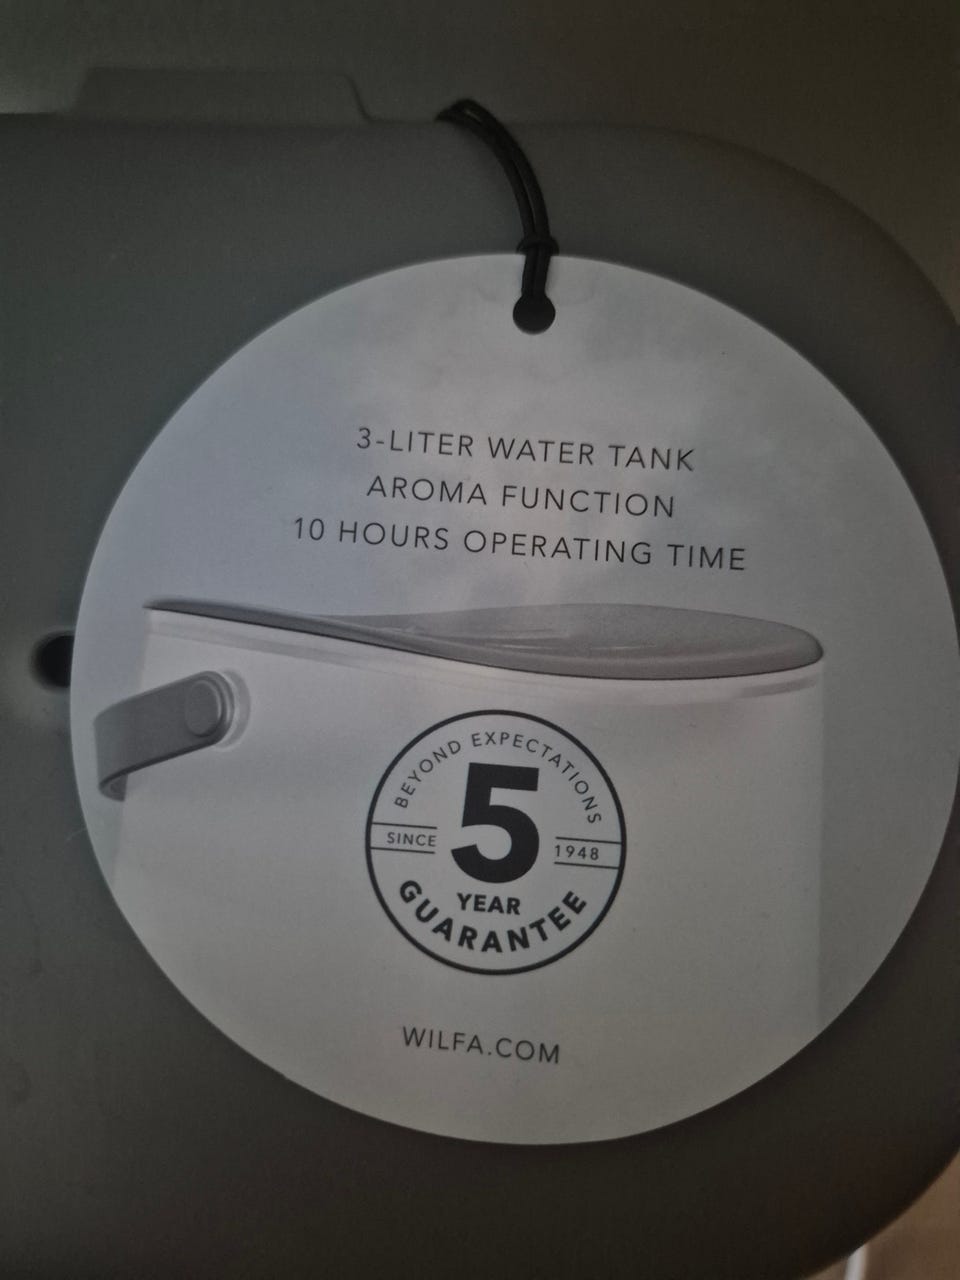 3-LITER WATER TANK
AROMA FUNCTION
10 HOURS OPERATING TIME
BEYOND EXPECTATIONS
5
SINCE 1948
YEAR
GUARANTEE
WILFA.COM